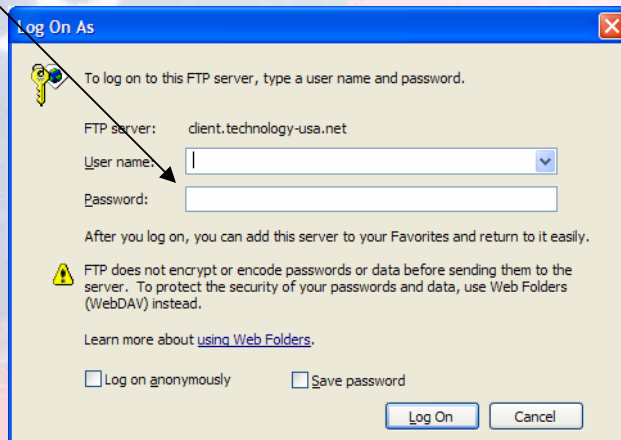 Log On As
To log on to this FTP server, type a user name and password.
FTP server: client.technology-usa.net
User name:
Password:
After you log on, you can add this server to your Favorites and return to it easily.
FTP does not encrypt or encode passwords or data before sending them to the
server. To protect the security of your passwords and data, use Web Folders
(WebDAV) instead.
Learn more about using Web Folders.
Log on anonymously Save password
Log On Cancel